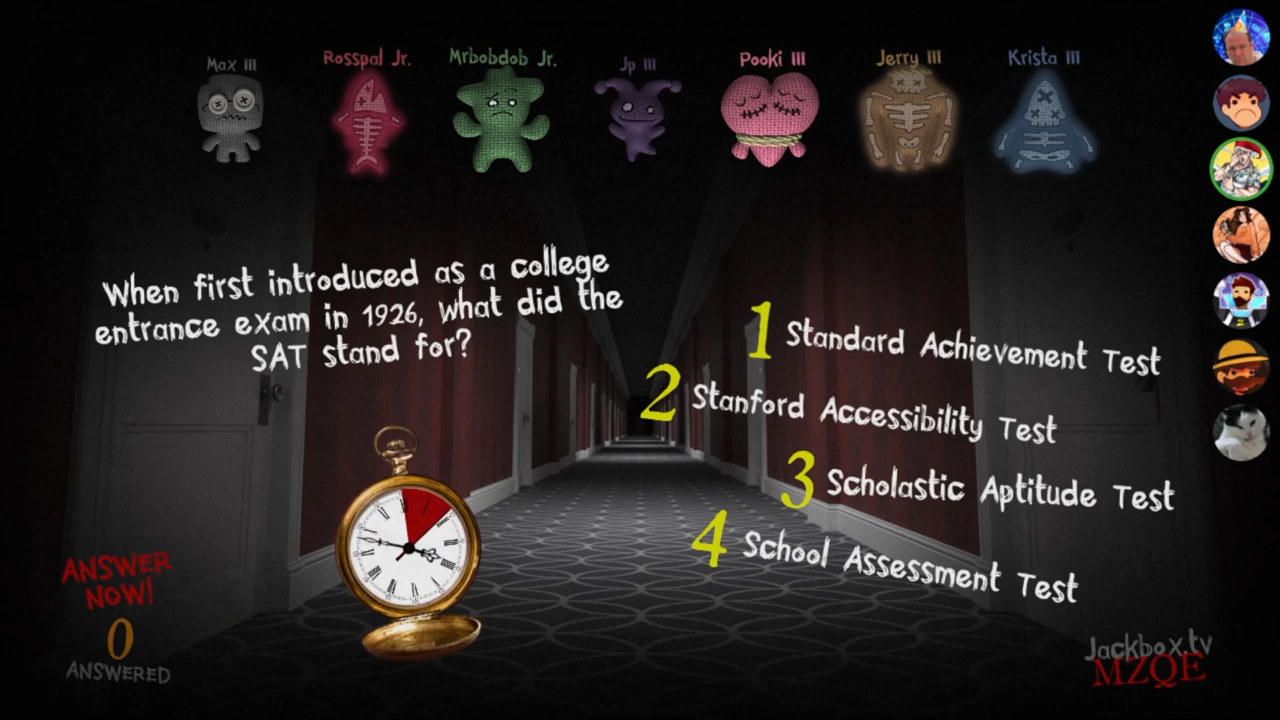 Max III
Rosspal Jr.
Mrbobdob Jr.
Jp III
Pooki III
Jerry III
Krista III
When first introduced as a college
entrance exam in 1926, what did the
SAT stand for?
1 Standard Achievement Test
2 Stanford Accessibility Test
3 Scholastic Aptitude Test
4 School Assessment Test
ANSWER
NOW!
0
ANSWERED
Jackbox.tv
MZQE